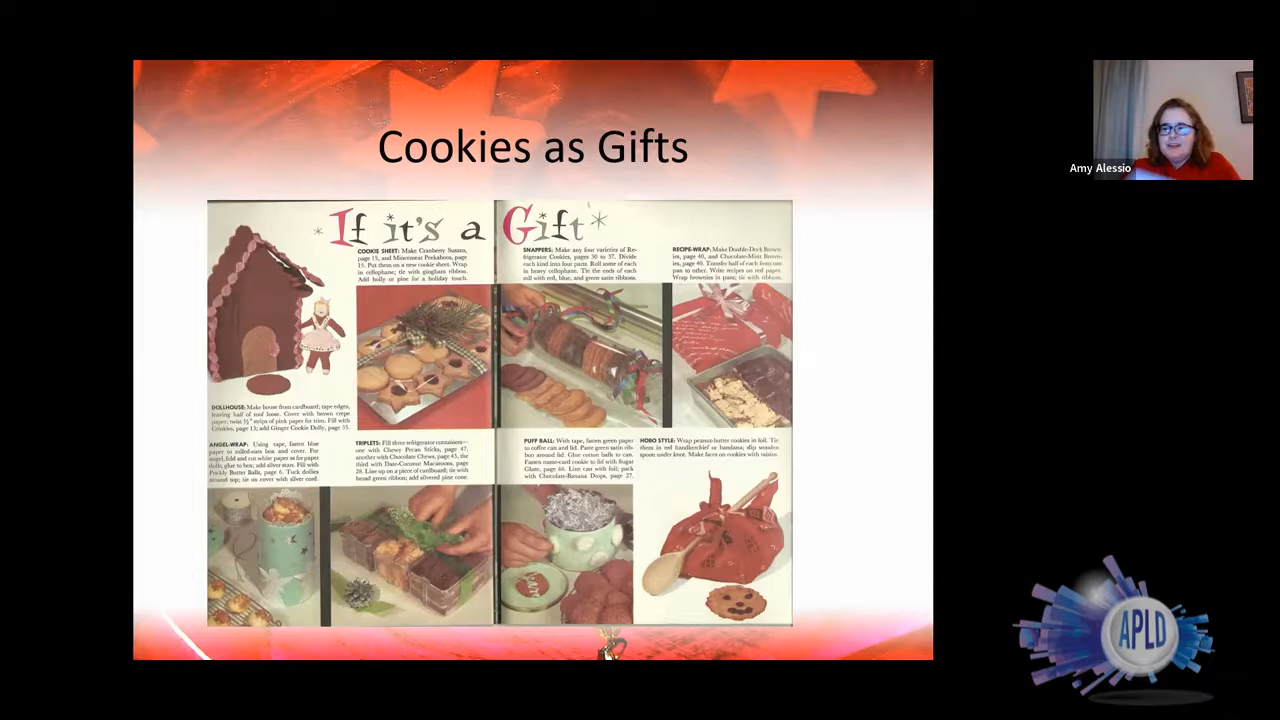 Cookies as Gifts
*If it's a Gift*
COOKIE SHEET: Make Cranberry Susans,
page 15, and Mincemeat Peekaboos, page
15. Put them on a new cookie sheet. Wrap
in cellophane; tie with gingham ribbon.
Add holly or pine for a holiday touch.
SNAPPERS: Make any four varieties of Re-
frigerator Cookies, pages 30 to 37. Divide
each kind into four parts. Roll some of each
in heavy cellophane. Tie the ends of each
roll with red, blue, and green satin ribbons.
RECIPE-WRAP: Make Double-Deck Brown-
ies, page 40, and Chocolate-Mint Brown-
ies, page 40. Transfer half of each from one
pan to other. Write recipes on red paper.
Wrap brownies in pans; tie with ribbons.
DOLLHOUSE: Make house from cardboard; tape edges,
leaving half of roof loose. Cover with brown crepe
paper; twist ½" strips of pink paper for trim. Fill with
Crinkles, page 13; add Ginger Cookie Dolly, page 55.
ANGEL-WRAP: Using tape, fasten blue
paper to rolled-oats box and cover. For
angel, fold and cut white paper as for paper
dolls; glue to box; add silver stars. Fill with
Prickly Butter Balls, page 6. Tuck doilies
around top; tie on cover with silver cord.
TRIPLETS: Fill three refrigerator containers—
one with Chewy Pecan Sticks, page 47,
another with Chocolate Chews, page 45, the
third with Date-Coconut Macaroons, page
28. Line up on a piece of cardboard; tie with
broad green ribbon; add silvered pine cone.
PUFF BALL: With tape, fasten green paper
to coffee can and lid. Paste green satin rib-
bon around lid. Glue cotton balls to can.
Fasten name-card cookie to lid with Sugar
Glaze, page 66. Line can with foil; pack
with Chocolate-Banana Drops, page 27.
HOBO STYLE: Wrap peanut-butter cookies in foil. Tie
them in red handkerchief or bandana; slip wooden
spoon under knot. Make faces on cookies with raisins
Amy Alessio
APLD